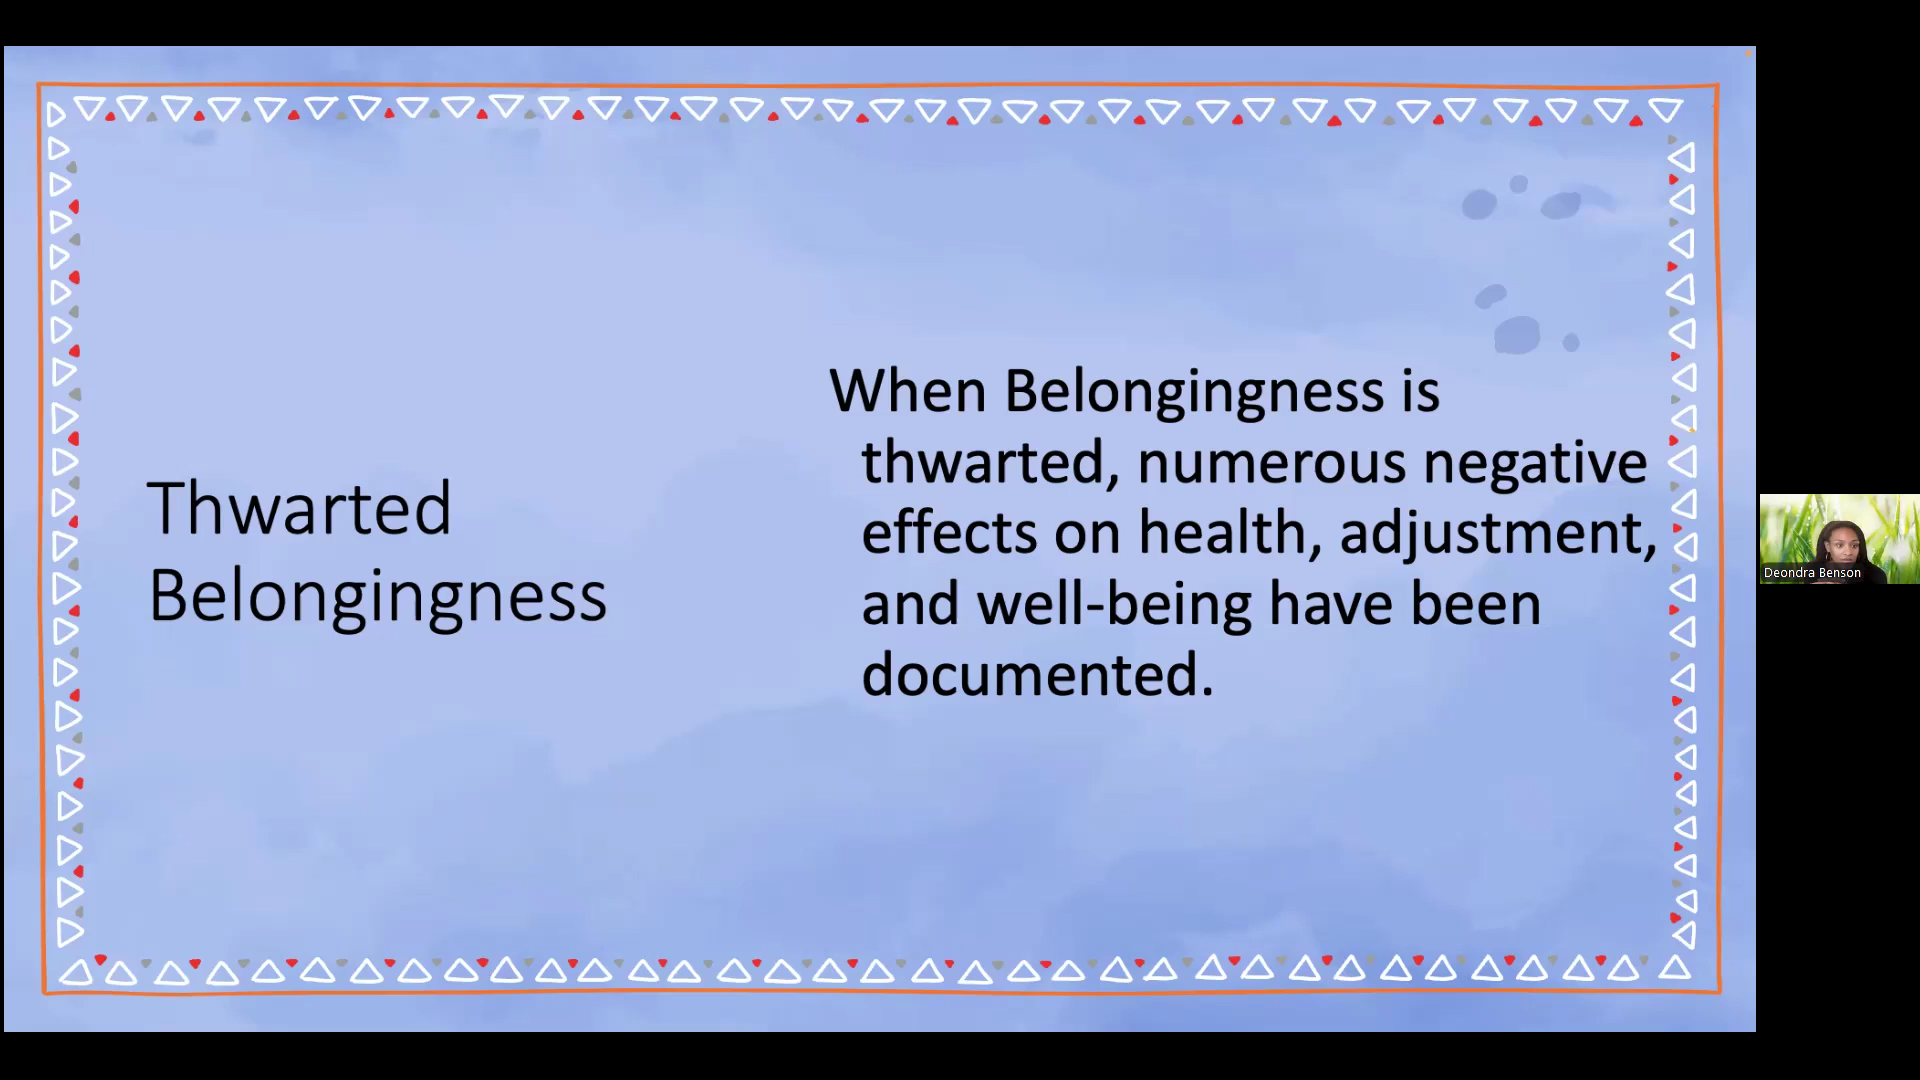 Thwarted
Belongingness
When Belongingness is
thwarted, numerous negative
effects on health, adjustment,
and well-being have been
documented.
Deondra Benson